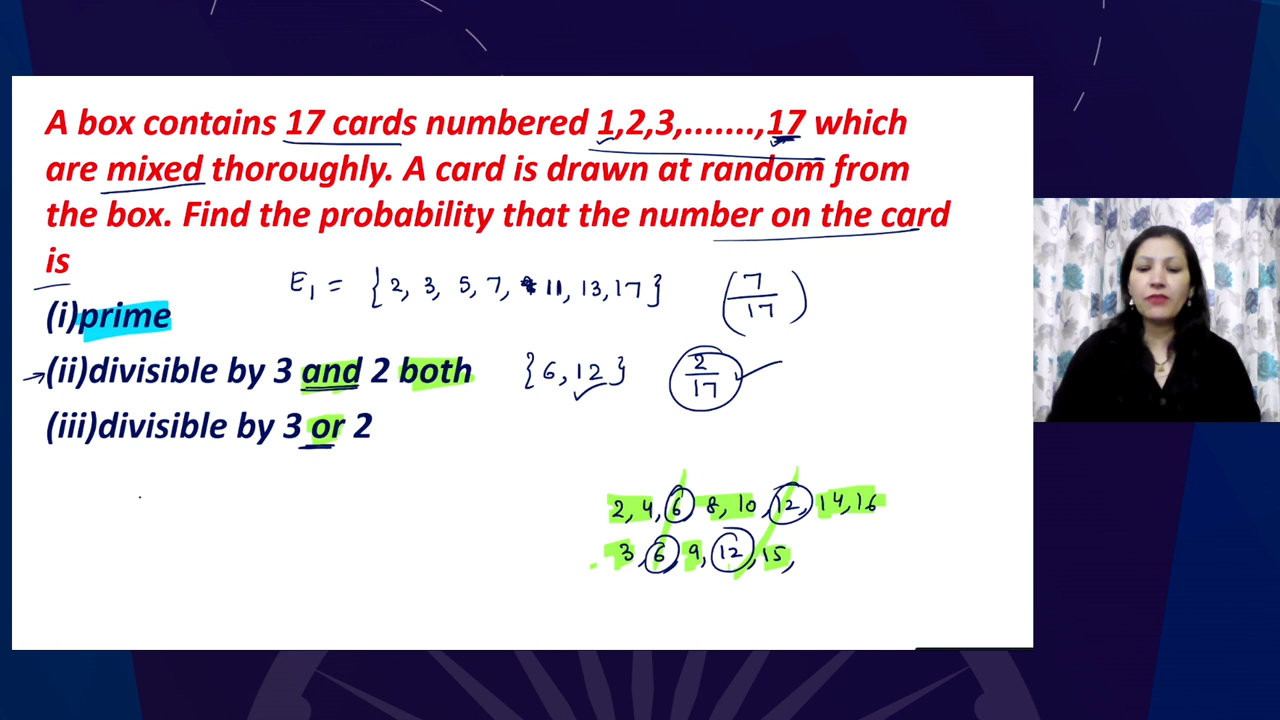 A box contains 17 cards numbered 1,2,3,.......,17 which
are mixed thoroughly. A card is drawn at random from
the box. Find the probability that the number on the card
is
E₁ = {2, 3, 5, 7, 11, 13, 17} (7/17)
(i)prime
(ii)divisible by 3 and 2 both {6, 12} 2/17
(iii)divisible by 3 or 2
2, 4, 6, 8, 10, 12, 14, 16
3, 6, 9, 12, 15,